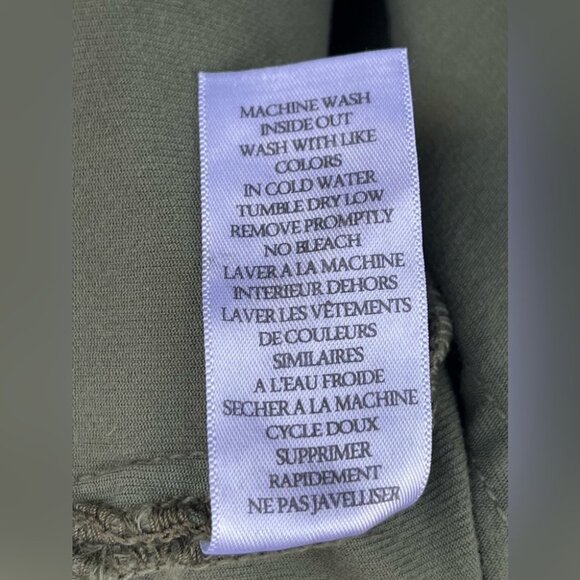 MACHINE WASH
INSIDE OUT
WASH WITH LIKE
COLORS
IN COLD WATER
TUMBLE DRY LOW
REMOVE PROMPTLY
NO BLEACH
LAVER A LA MACHINE
INTERIEUR DEHORS
LAVER LES VÊTEMENTS
DE COULEURS
SIMILAIRES
A L'EAU FROIDE
SECHER A LA MACHINE
CYCLE DOUX
SUPPRIMER
RAPIDEMENT
NE PAS JAVELLISER